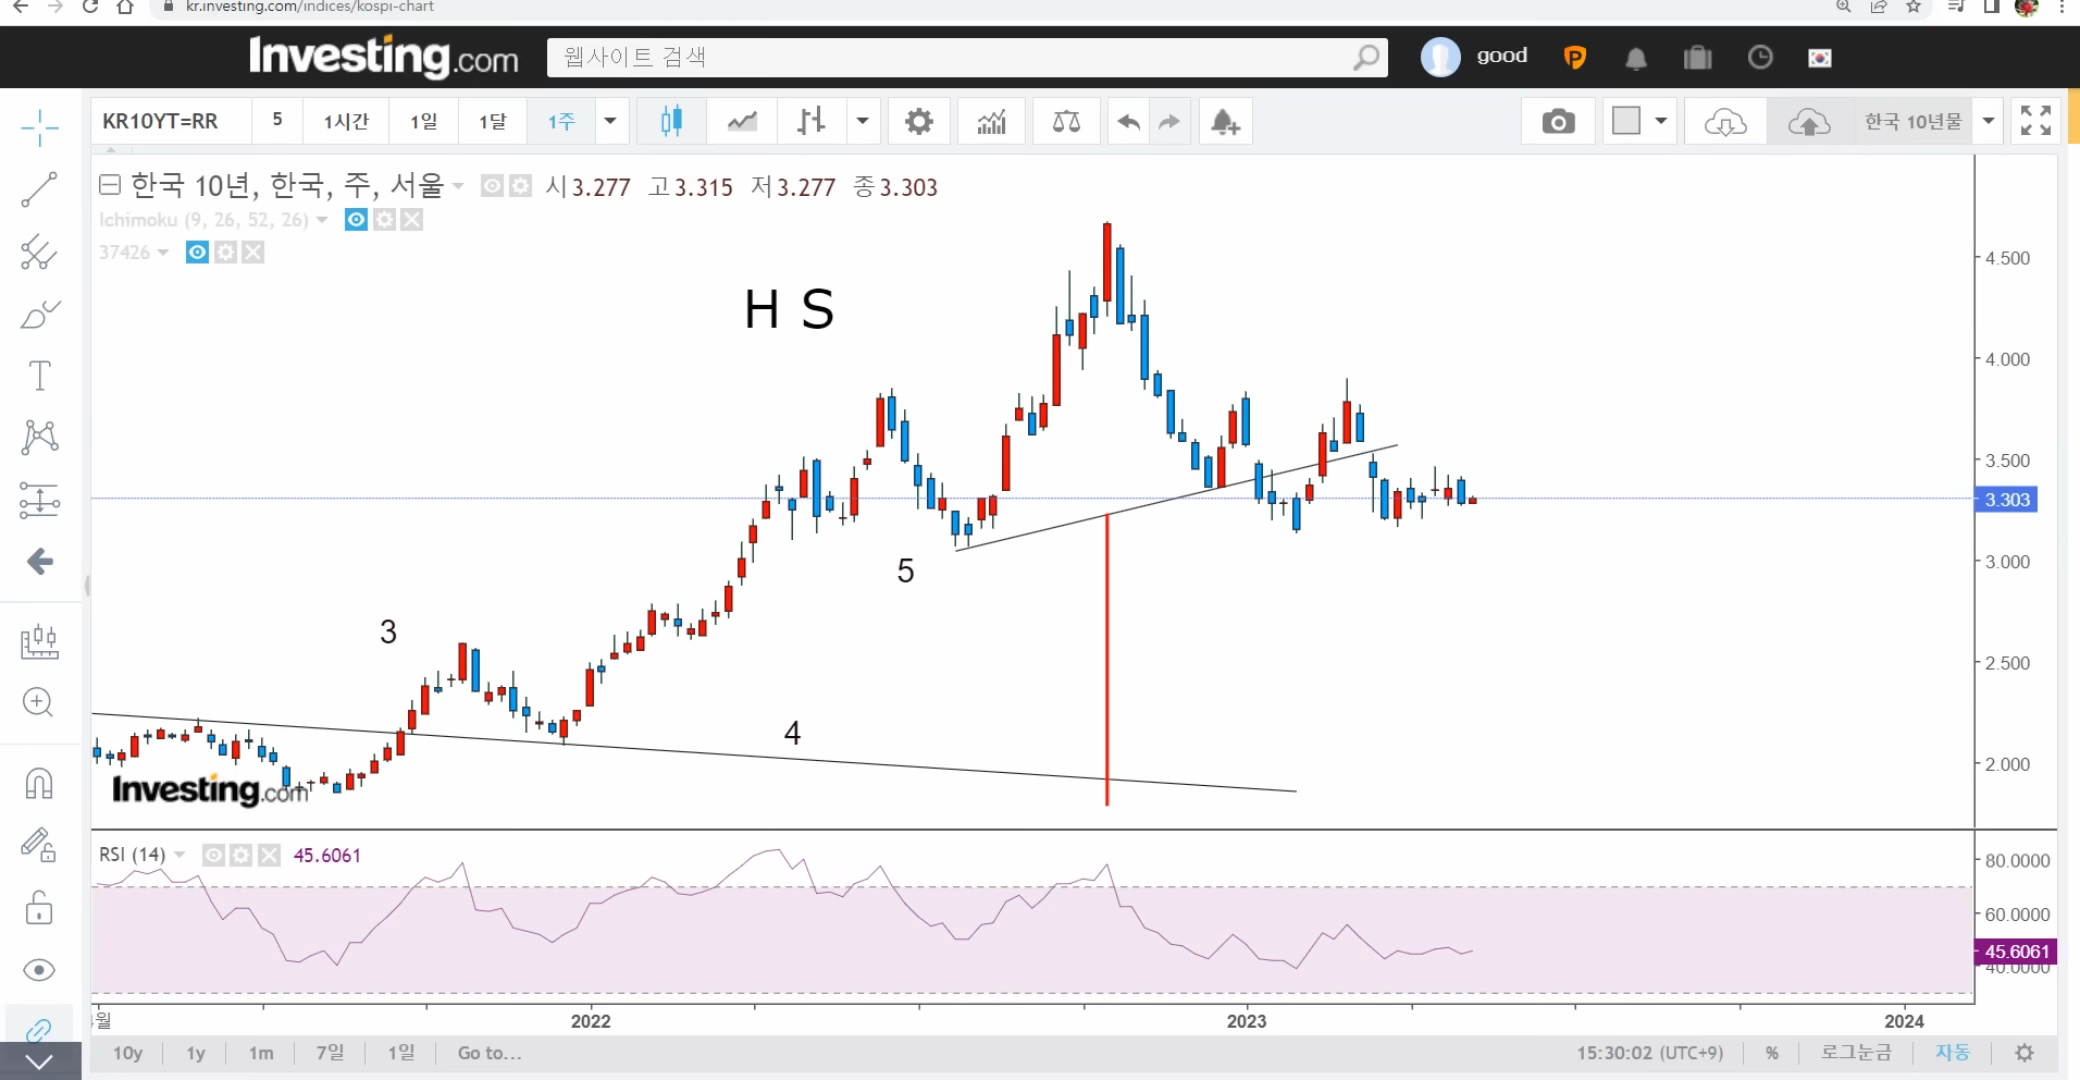 kr.investing.com/indices/kospi-chart
Investing.com 웹사이트 검색 good P
KR10YT=RR 5 1시간 1일 1달 1주 한국 10년물
한국 10년, 한국, 주, 서울 시3.277 고3.315 저3.277 종3.303
Ichimoku (9, 26, 52, 26)
37426
H S
4.500
4.000
3.500
3.303
3.000
5
3
2.500
4
2.000
Investing.com
RSI (14) 45.6061
80.0000
60.0000
45.6061
40.0000
월 2022 2023 2024
10y 1y 1m 7일 1일 Go to... 15:30:02 (UTC+9) % 로그눈금 자동